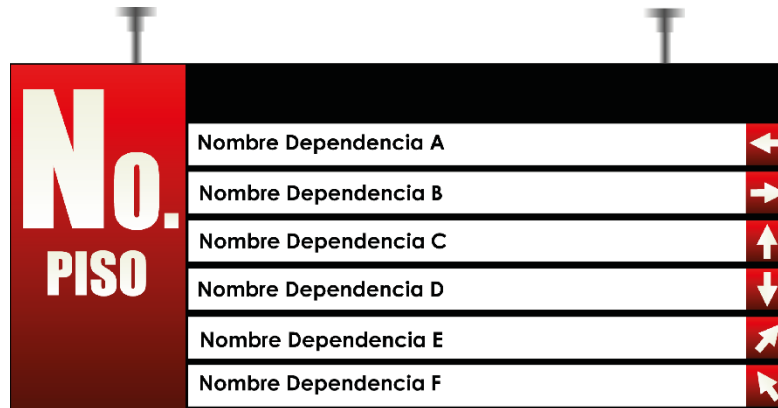 No.
PISO
Nombre Dependencia A
Nombre Dependencia B
Nombre Dependencia C
Nombre Dependencia D
Nombre Dependencia E
Nombre Dependencia F